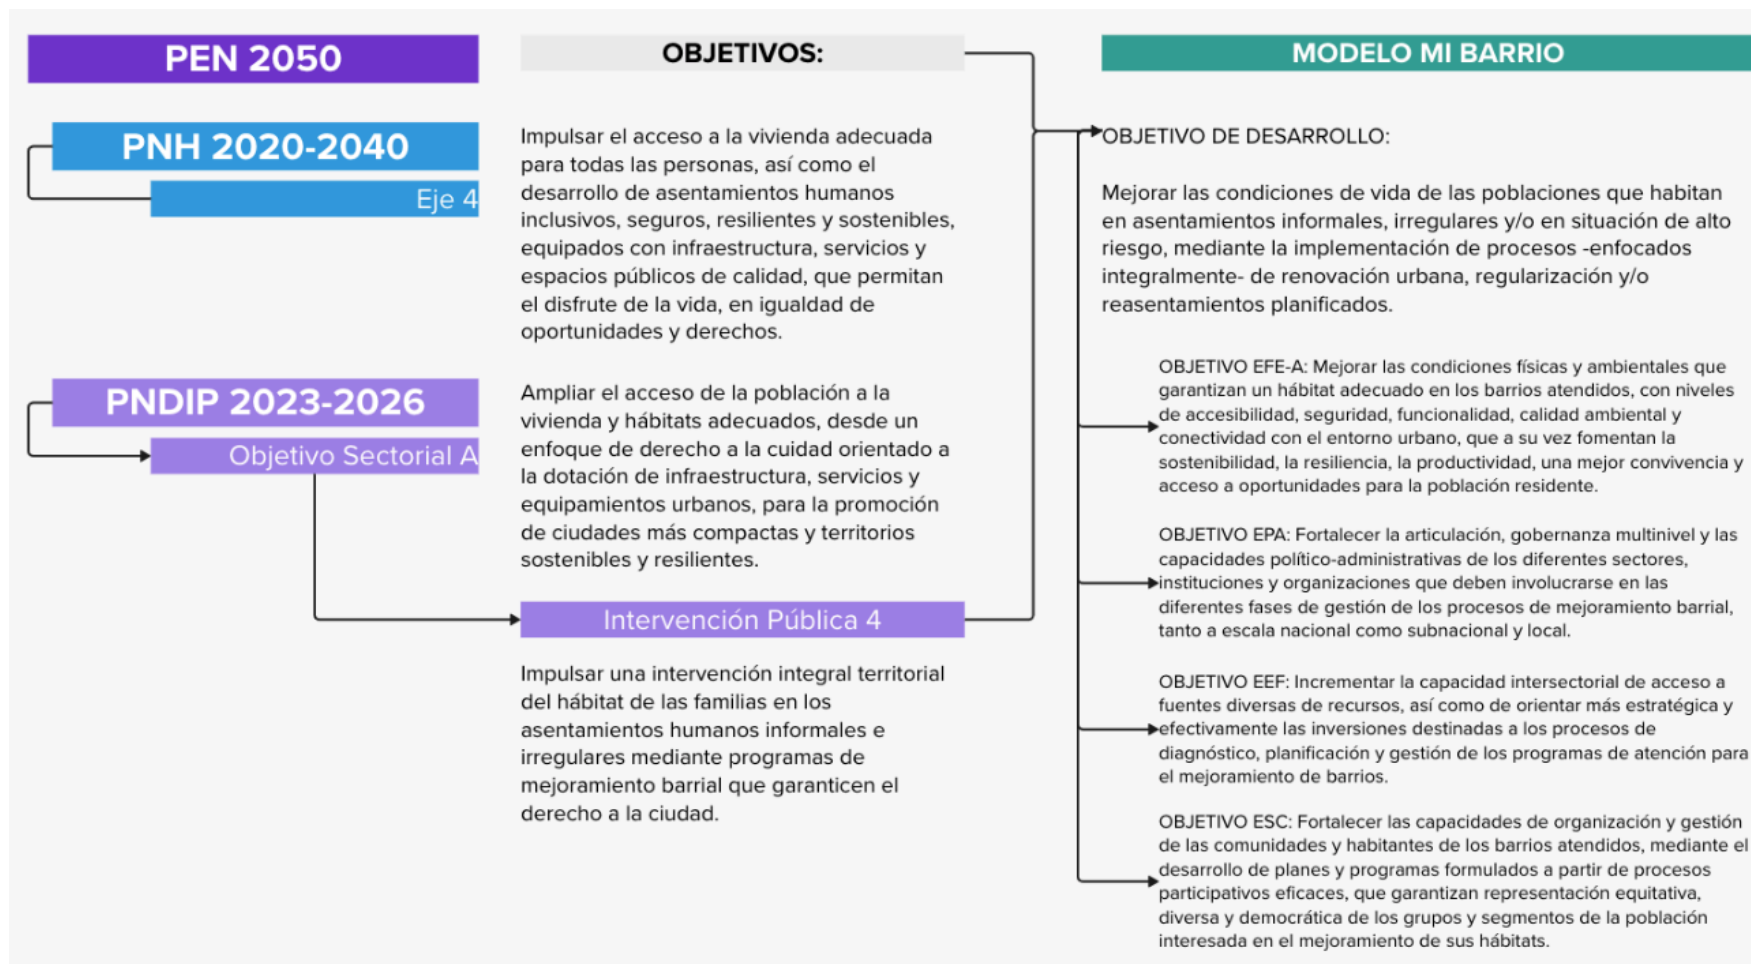 PEN 2050
PNH 2020-2040
Eje 4
PNDIP 2023-2026
Objetivo Sectorial A
OBJETIVOS:
Impulsar el acceso a la vivienda adecuada
para todas las personas, así como el
desarrollo de asentamientos humanos
inclusivos, seguros, resilientes y sostenibles,
equipados con infraestructura, servicios y
espacios públicos de calidad, que permitan
el disfrute de la vida, en igualdad de
oportunidades y derechos.
Ampliar el acceso de la población a la
vivienda y hábitats adecuados, desde un
enfoque de derecho a la cuidad orientado a
la dotación de infraestructura, servicios y
equipamientos urbanos, para la promoción
de ciudades más compactas y territorios
sostenibles y resilientes.
Intervención Pública 4
Impulsar una intervención integral territorial
del hábitat de las familias en los
asentamientos humanos informales e
irregulares mediante programas de
mejoramiento barrial que garanticen el
derecho a la ciudad.
MODELO MI BARRIO
OBJETIVO DE DESARROLLO:
Mejorar las condiciones de vida de las poblaciones que habitan
en asentamientos informales, irregulares y/o en situación de alto
riesgo, mediante la implementación de procesos -enfocados
integralmente- de renovación urbana, regularización y/o
reasentamientos planificados.
OBJETIVO EFE-A: Mejorar las condiciones físicas y ambientales que
garantizan un hábitat adecuado en los barrios atendidos, con niveles
de accesibilidad, seguridad, funcionalidad, calidad ambiental y
conectividad con el entorno urbano, que a su vez fomentan la
sostenibilidad, la resiliencia, la productividad, una mejor convivencia y
acceso a oportunidades para la población residente.
OBJETIVO EPA: Fortalecer la articulación, gobernanza multinivel y las
capacidades político-administrativas de los diferentes sectores,
instituciones y organizaciones que deben involucrarse en las
diferentes fases de gestión de los procesos de mejoramiento barrial,
tanto a escala nacional como subnacional y local.
OBJETIVO EEF: Incrementar la capacidad intersectorial de acceso a
fuentes diversas de recursos, así como de orientar más estratégica y
efectivamente las inversiones destinadas a los procesos de
diagnóstico, planificación y gestión de los programas de atención para
el mejoramiento de barrios.
OBJETIVO ESC: Fortalecer las capacidades de organización y gestión
de las comunidades y habitantes de los barrios atendidos, mediante el
desarrollo de planes y programas formulados a partir de procesos
participativos eficaces, que garantizan representación equitativa,
diversa y democrática de los grupos y segmentos de la población
interesada en el mejoramiento de sus hábitats.